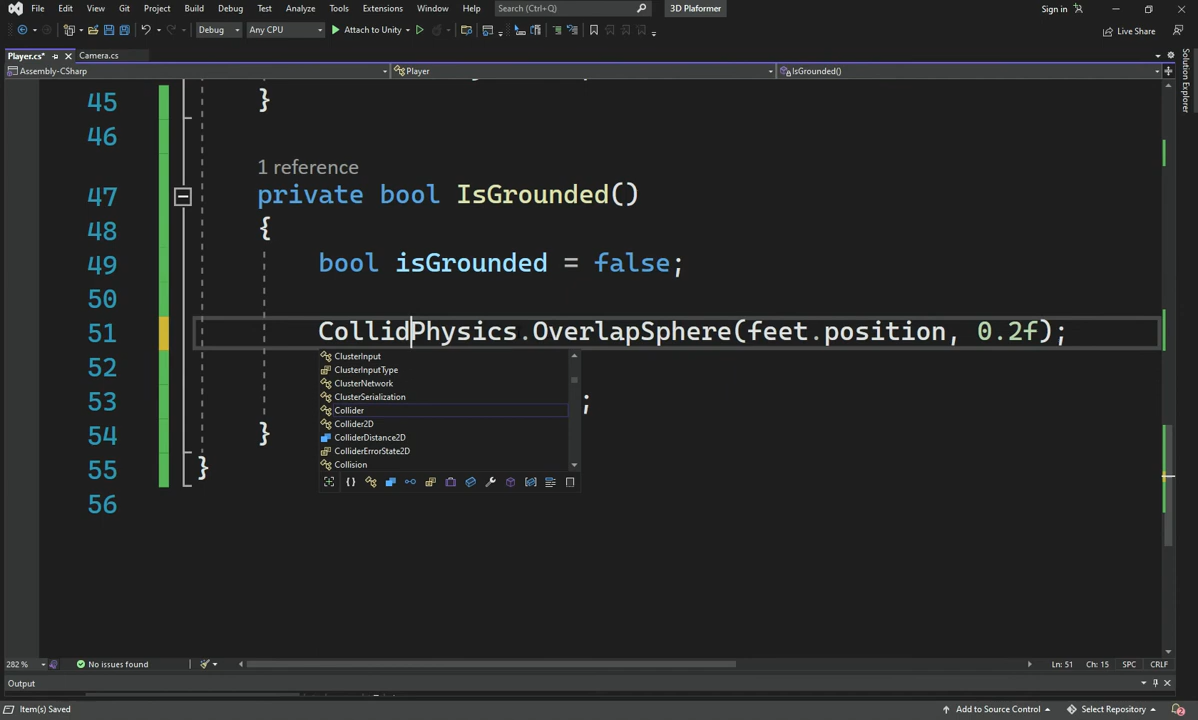 File Edit View Git Project Build Debug Test Analyze Tools Extensions Window Help Search (Ctrl+Q) 3D Plaformer Sign in
Debug Any CPU Attach to Unity Live Share
Player.cs* Camera.cs
Assembly-CSharp Player IsGrounded()
45 }
46
1 reference
47 private bool IsGrounded()
48 {
49 bool isGrounded = false;
50
51 CollidPhysics.OverlapSphere(feet.position, 0.2f);
52 ClusterInput
ClusterInputType
ClusterNetwork
53 ClusterSerialization ;
Collider
Collider2D
54 } ColliderDistance2D
ColliderErrorState2D
55 } Collision
56
Solution Explorer
282 % No issues found Ln: 51 Ch: 15 SPC CRLF
Output
Item(s) Saved Add to Source Control Select Repository 2